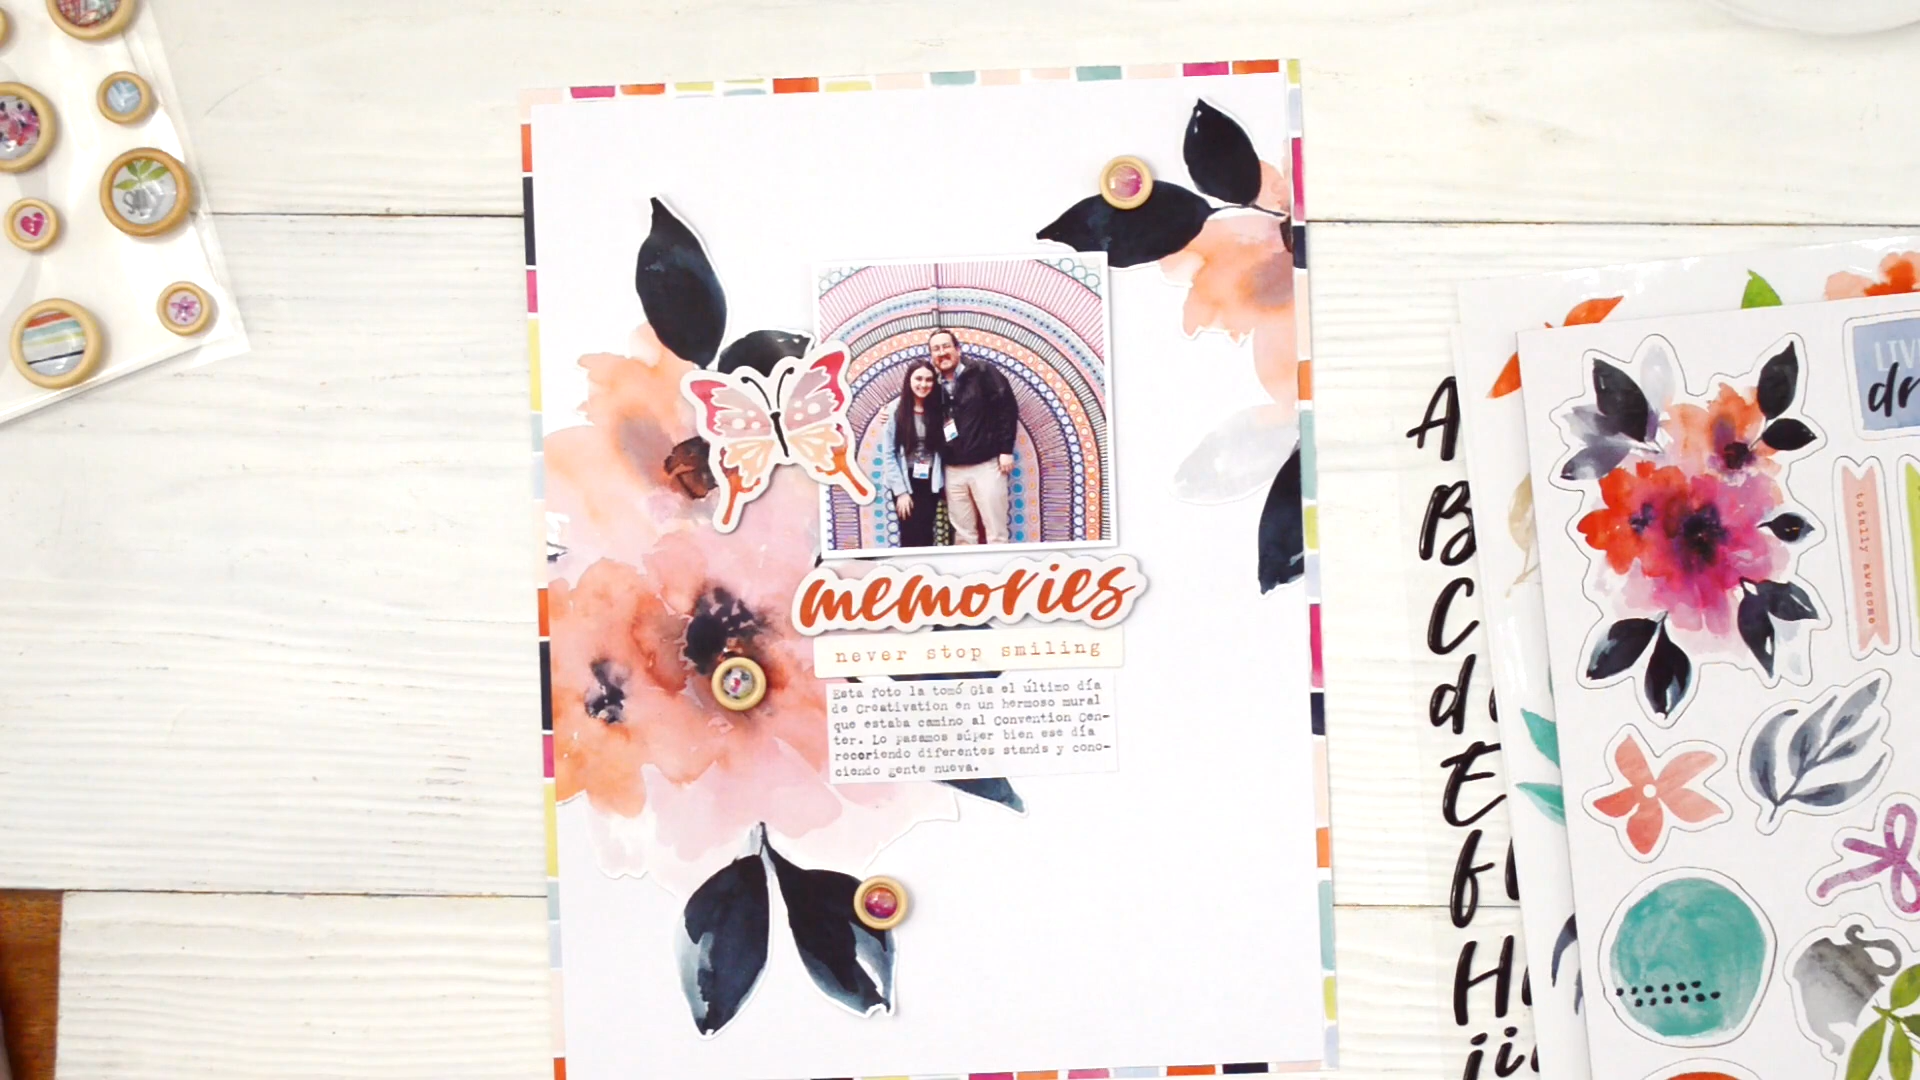 memories
never stop smiling
Esta foto la tomó Gia el último día
de Creativation en un hermoso mural
que estaba camino al Convention Cen-
ter. Lo pasamos súper bien ese día
recoriendo diferentes stands y cono-
ciendo gente nueva.
A
B
C
d
E
f
H
totally awesome